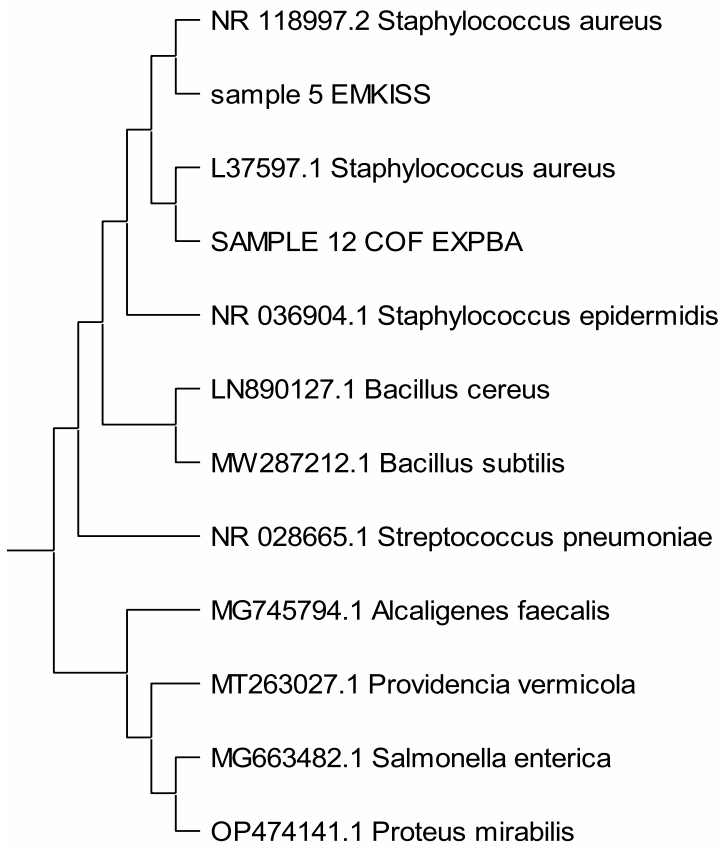 NR 118997.2 Staphylococcus aureus
sample 5 EMKISS
L37597.1 Staphylococcus aureus
SAMPLE 12 COF EXPBA
NR 036904.1 Staphylococcus epidermidis
LN890127.1 Bacillus cereus
MW287212.1 Bacillus subtilis
NR 028665.1 Streptococcus pneumoniae
MG745794.1 Alcaligenes faecalis
MT263027.1 Providencia vermicola
MG663482.1 Salmonella enterica
OP474141.1 Proteus mirabilis